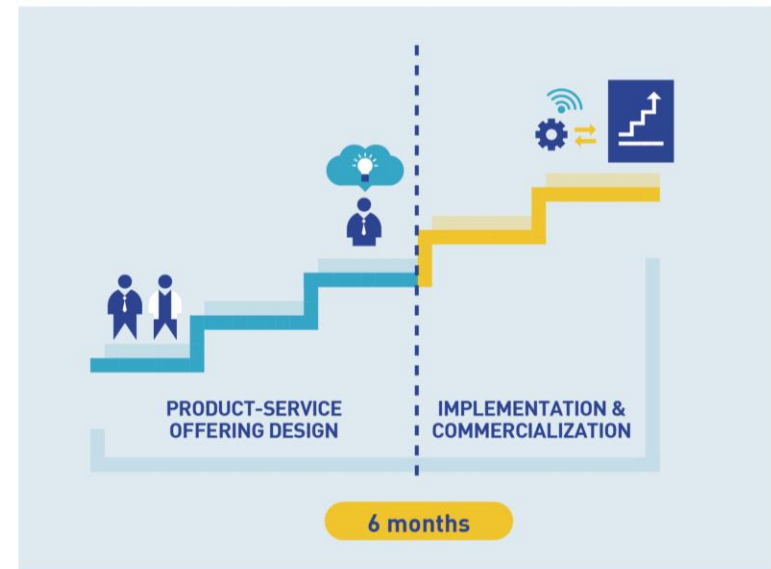 PRODUCT-SERVICE
OFFERING DESIGN
IMPLEMENTATION &
COMMERCIALIZATION
6 months